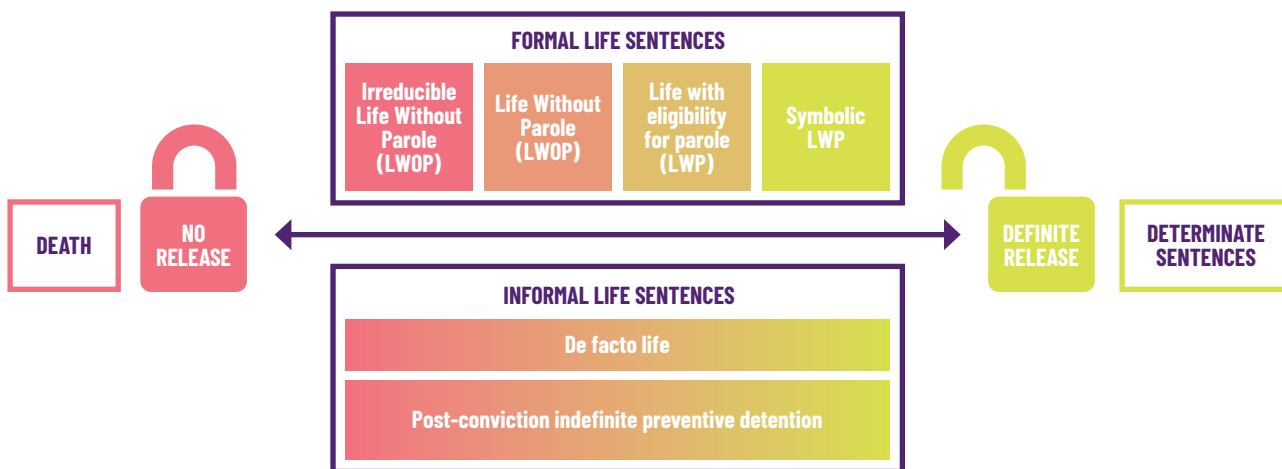 FORMAL LIFE SENTENCES
Irreducible
Life Without
Parole
(LWOP)
Life Without
Parole
(LWOP)
Life with
eligibility
for parole
(LWP)
Symbolic
LWP
DEATH
NO
RELEASE
DEFINITE
RELEASE
DETERMINATE
SENTENCES
INFORMAL LIFE SENTENCES
De facto life
Post-conviction indefinite preventive detention